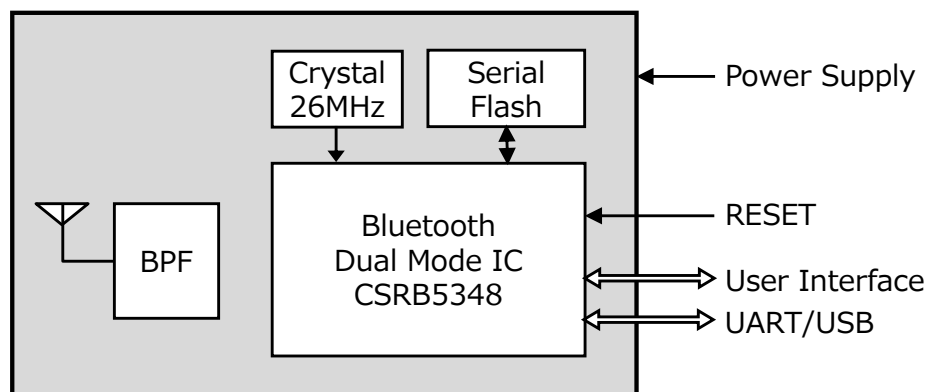 Crystal
26MHz
Serial
Flash
Power Supply
Bluetooth
Dual Mode IC
CSRB5348
BPF
RESET
User Interface
UART/USB